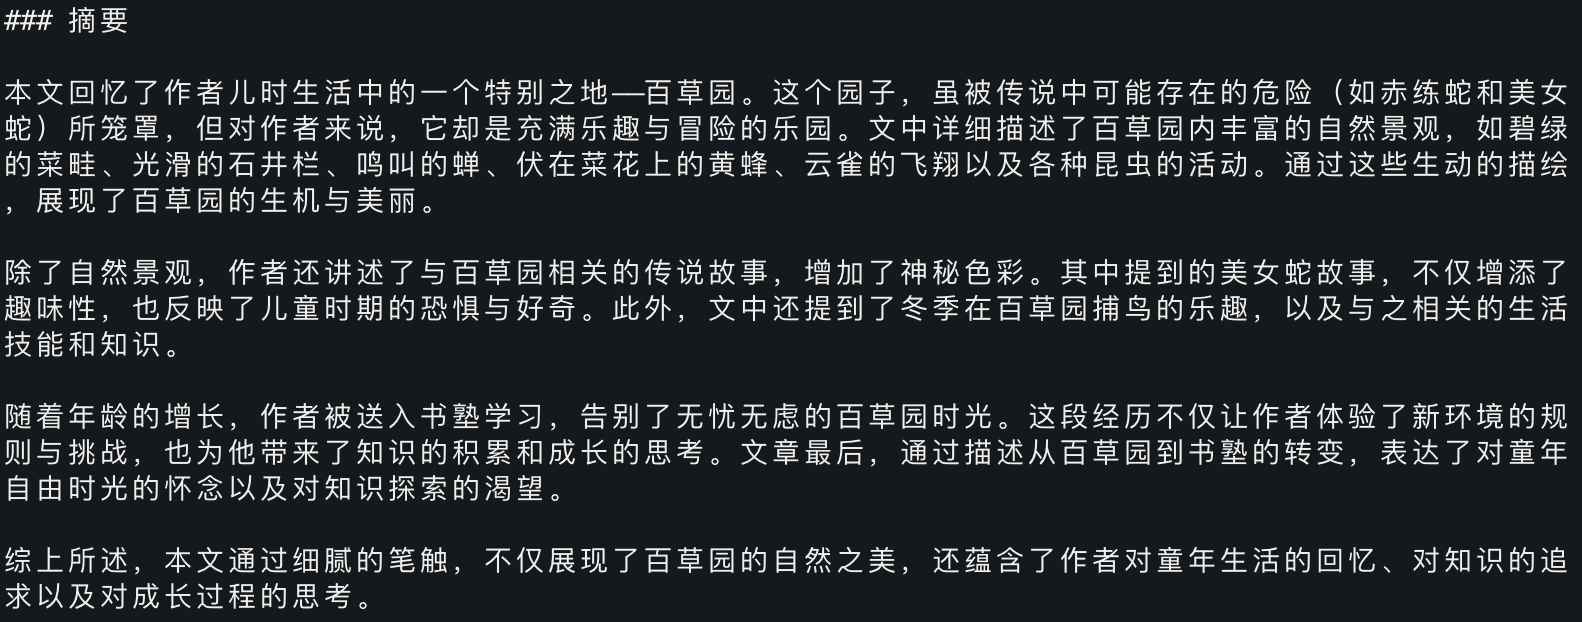 ### 摘要
本文回忆了作者儿时生活中的一个特别之地——百草园。这个园子，虽被传说中可能存在的危险（如赤练蛇和美女
蛇）所笼罩，但对作者来说，它却是充满乐趣与冒险的乐园。文中详细描述了百草园内丰富的自然景观，如碧绿
的菜畦、光滑的石井栏、鸣叫的蝉、伏在菜花上的黄蜂、云雀的飞翔以及各种昆虫的活动。通过这些生动的描绘
，展现了百草园的生机与美丽。
除了自然景观，作者还讲述了与百草园相关的传说故事，增加了神秘色彩。其中提到的美女蛇故事，不仅增添了
趣味性，也反映了儿童时期的恐惧与好奇。此外，文中还提到了冬季在百草园捕鸟的乐趣，以及与之相关的生活
技能和知识。
随着年龄的增长，作者被送入书塾学习，告别了无忧无虑的百草园时光。这段经历不仅让作者体验了新环境的规
则与挑战，也为他带来了知识的积累和成长的思考。文章最后，通过描述从百草园到书塾的转变，表达了对童年
自由时光的怀念以及对知识探索的渴望。
综上所述，本文通过细腻的笔触，不仅展现了百草园的自然之美，还蕴含了作者对童年生活的回忆、对知识的追
求以及对成长过程的思考。